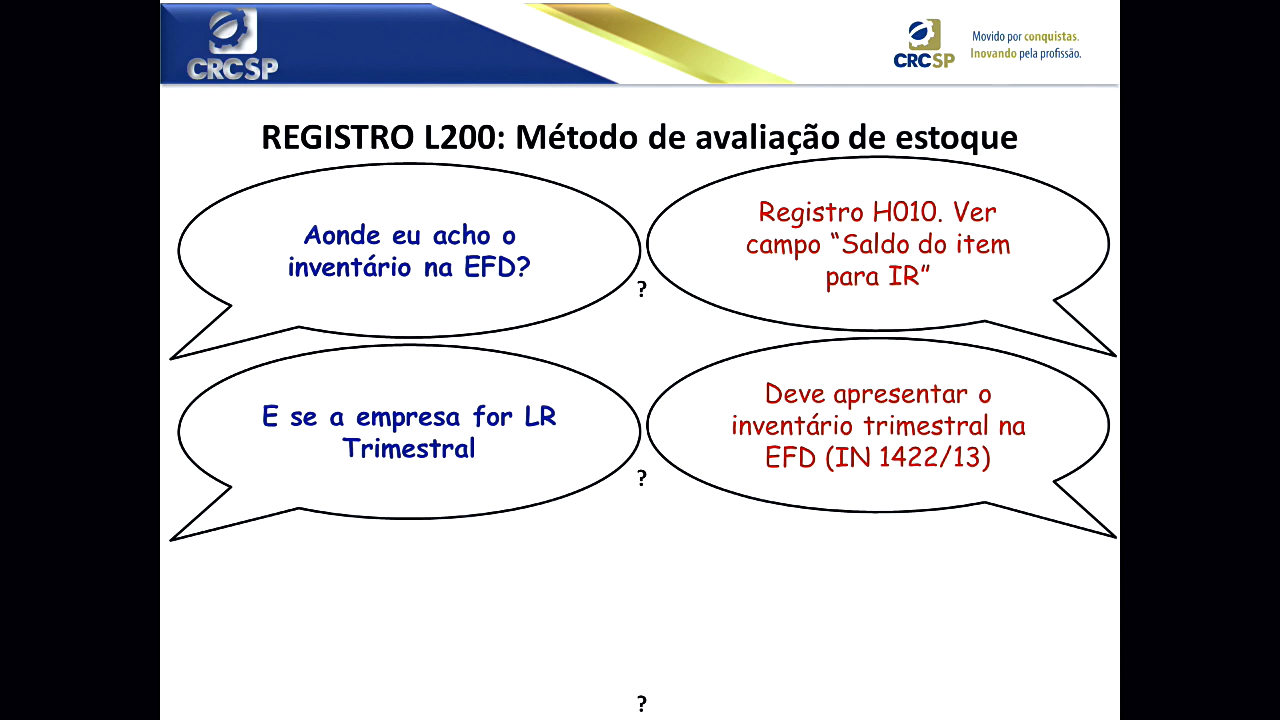 CRCSP
CRCSP
Movido por conquistas.
Inovando pela profissão.
REGISTRO L200: Método de avaliação de estoque
Aonde eu acho o
inventário na EFD?
Registro H010. Ver
campo “Saldo do item
para IR”
?
E se a empresa for LR
Trimestral
Deve apresentar o
inventário trimestral na
EFD (IN 1422/13)
?
?